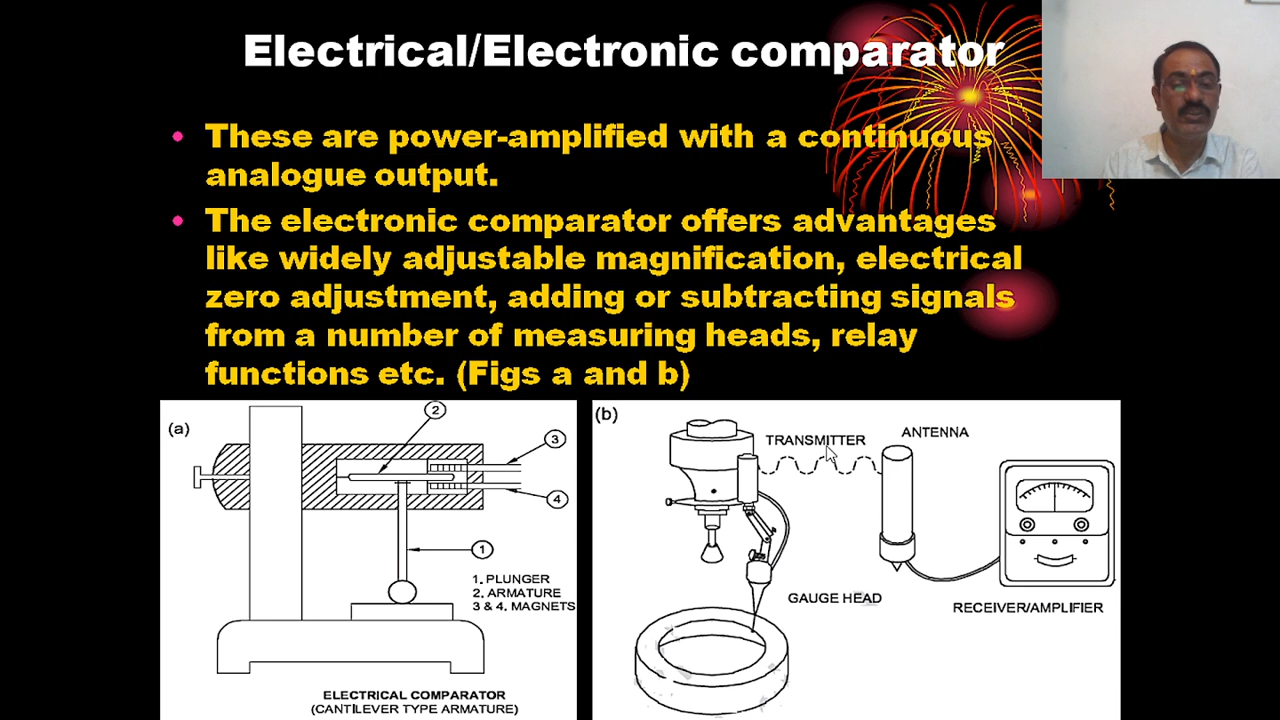 Electrical/Electronic comparator
• These are power-amplified with a continuous
analogue output.
• The electronic comparator offers advantages
like widely adjustable magnification, electrical
zero adjustment, adding or subtracting signals
from a number of measuring heads, relay
functions etc. (Figs a and b)
(a)
2
3
4
1
1. PLUNGER
2. ARMATURE
3 & 4. MAGNETS
ELECTRICAL COMPARATOR
(CANTILEVER TYPE ARMATURE)
(b)
TRANSMITTER
ANTENNA
GAUGE HEAD
RECEIVER/AMPLIFIER